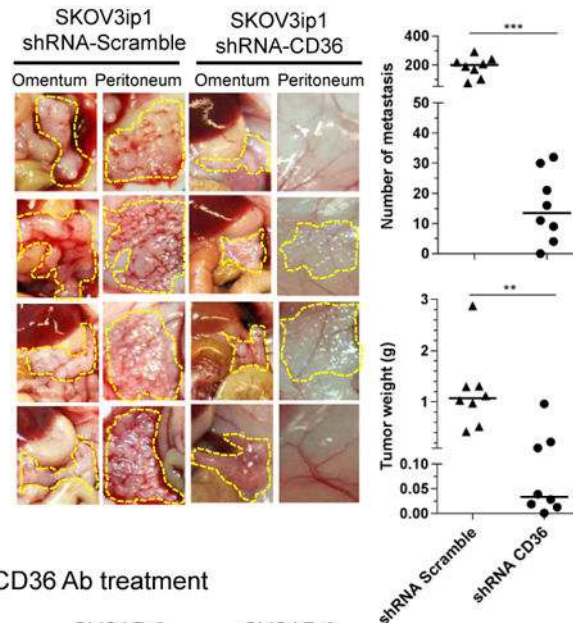 SKOV3ip1
shRNA-Scramble
SKOV3ip1
shRNA-CD36
Omentum Peritoneum Omentum Peritoneum
***
Number of metastasis
400
200
50
40
30
20
10
0
**
Tumor weight (g)
3
2
1
0.10
0.05
0.00
shRNA Scramble
shRNA CD36
CD36 Ab treatment